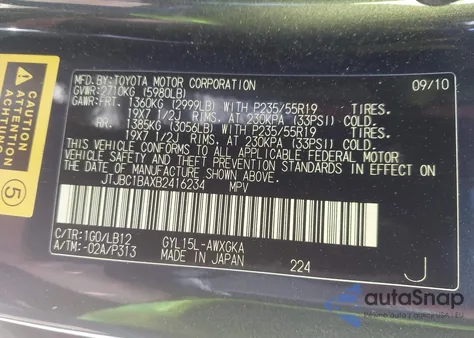 MFD.BY:TOYOTA MOTOR CORPORATION 09/10
GVWR:2710KG (5980LB)
GAWR:FRT. 1360KG (2999LB) WITH P235/55R19 TIRES.
19X7 1/2J RIMS, AT 230KPA (33PSI) COLD.
RR. 1385KG (3056LB) WITH P235/55R19 TIRES.
19X7 1/2J RIMS, AT 230KPA (33PSI) COLD.
THIS VEHICLE CONFORMS TO ALL APPLICABLE FEDERAL MOTOR
VEHICLE SAFETY AND THEFT PREVENTION STANDARDS IN EFFECT ON
THE DATE OF MANUFACTURE SHOWN ABOVE.
JTJBC1BAXB2416234 MPV
C/TR:1G0/LB12 GYL15L-AWXGKA
A/TM:-02A/P313 MADE IN JAPAN
224 J
CAUTION
ACHTUNG
ATTENTION
5
autoSnap